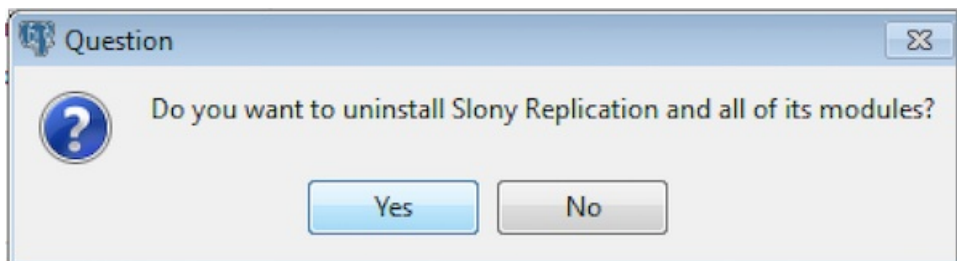 Question
Do you want to uninstall Slony Replication and all of its modules?
Yes No